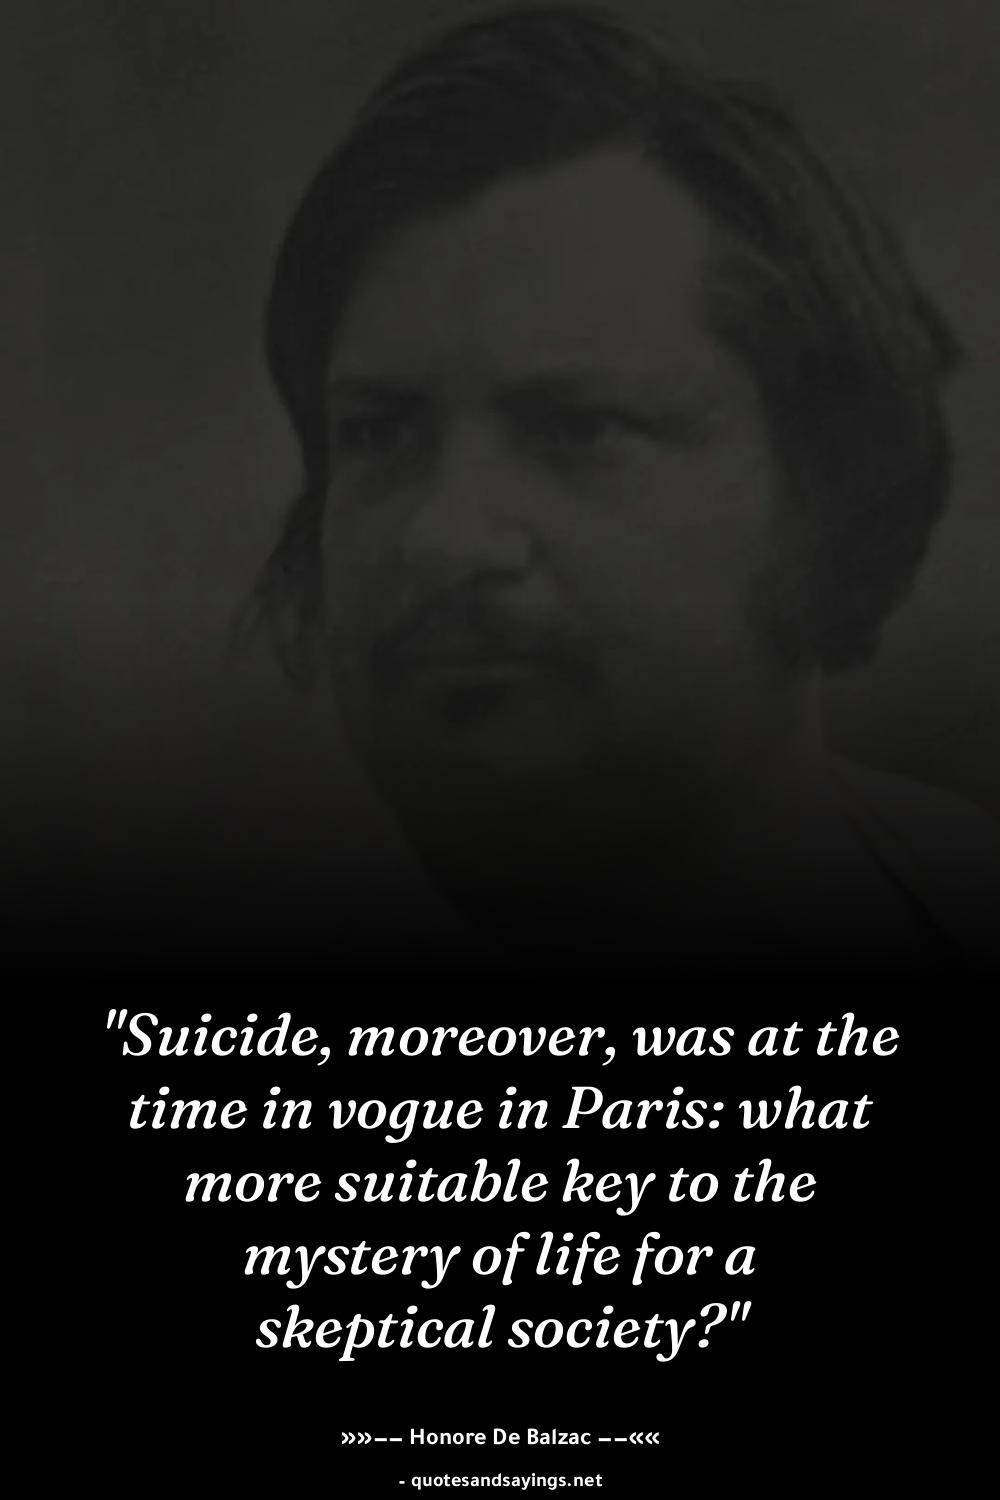 "Suicide, moreover, was at the
time in vogue in Paris: what
more suitable key to the
mystery of life for a
skeptical society?"
»»−− Honore De Balzac −−««
- quotesandsayings.net